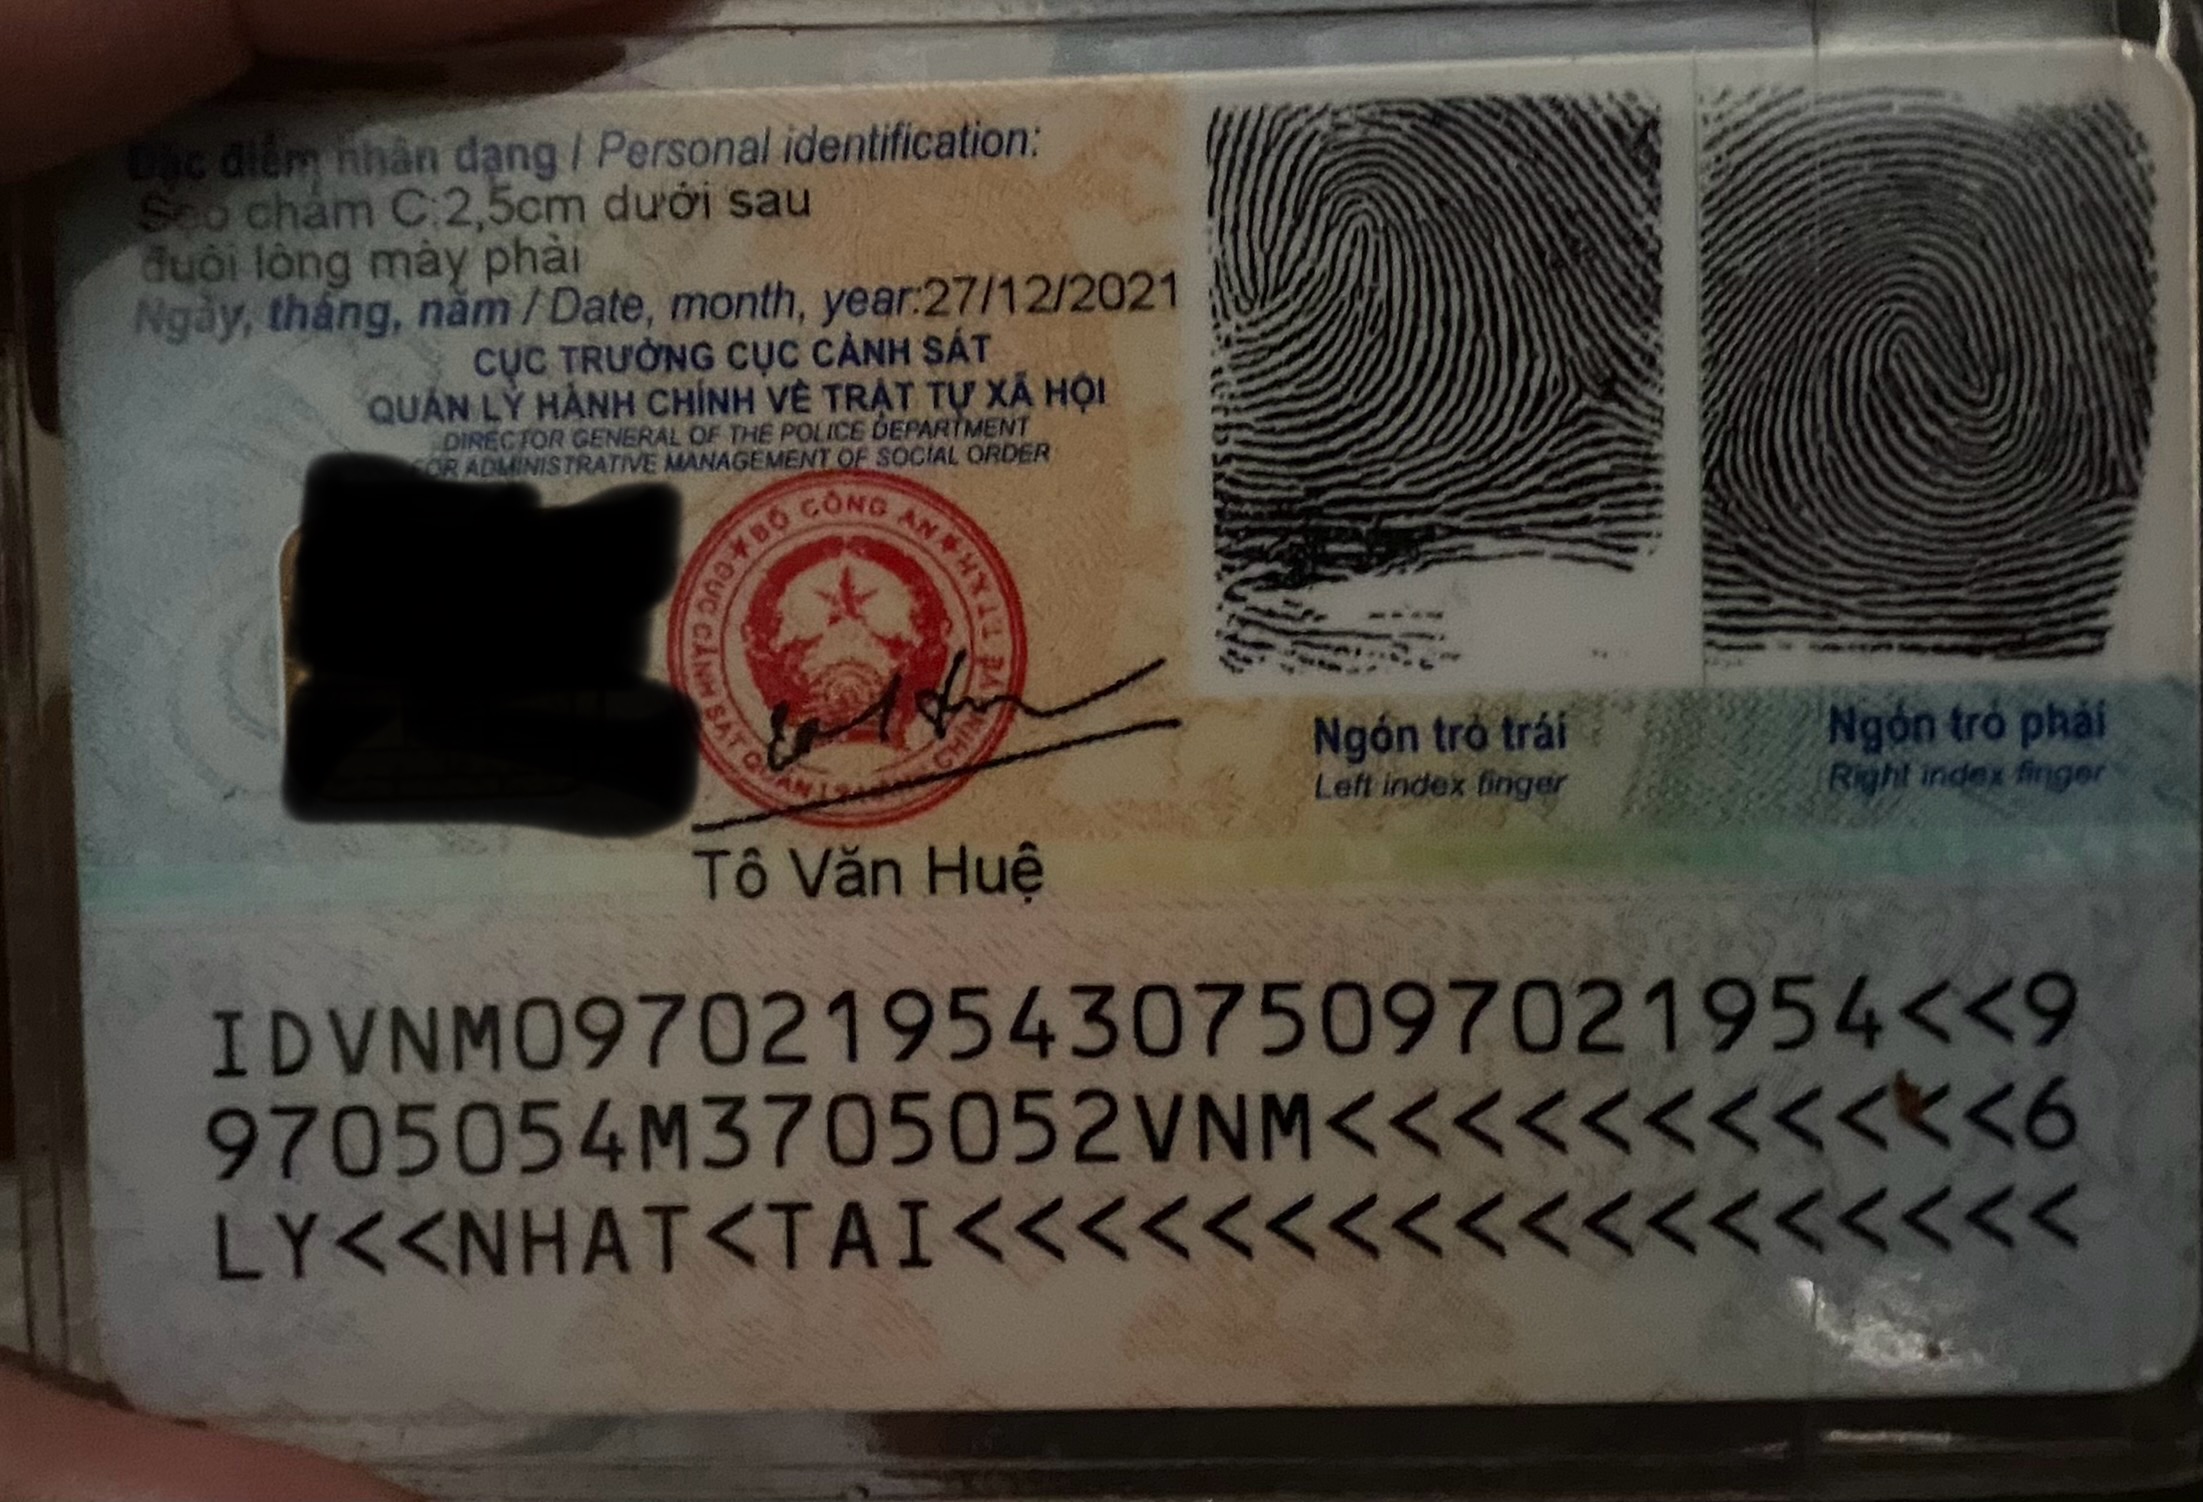 Đặc điểm nhân dạng / Personal identification:
Sẹo chấm C:2,5cm dưới sau
đuôi lông mày phải
Ngày, tháng, năm / Date, month, year:27/12/2021
CỤC TRƯỞNG CỤC CẢNH SÁT
QUẢN LÝ HÀNH CHÍNH VỀ TRẬT TỰ XÃ HỘI
DIRECTOR GENERAL OF THE POLICE DEPARTMENT
FOR ADMINISTRATIVE MANAGEMENT OF SOCIAL ORDER
BỘ CÔNG AN
Tô Văn Huệ
Ngón trỏ trái
Left index finger
Ngón trỏ phải
Right index finger
IDVNM0970219543075097021954<<9
9705054M3705052VNM<<<<<<<<<<<6
LY<<NHAT<TAI<<<<<<<<<<<<<<<<<<